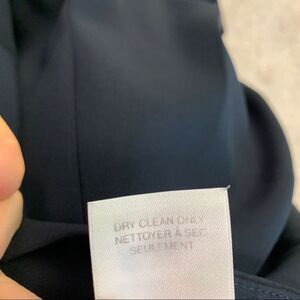 DRY CLEAN ONLY
NETTOYER À SEC
SEULEMENT